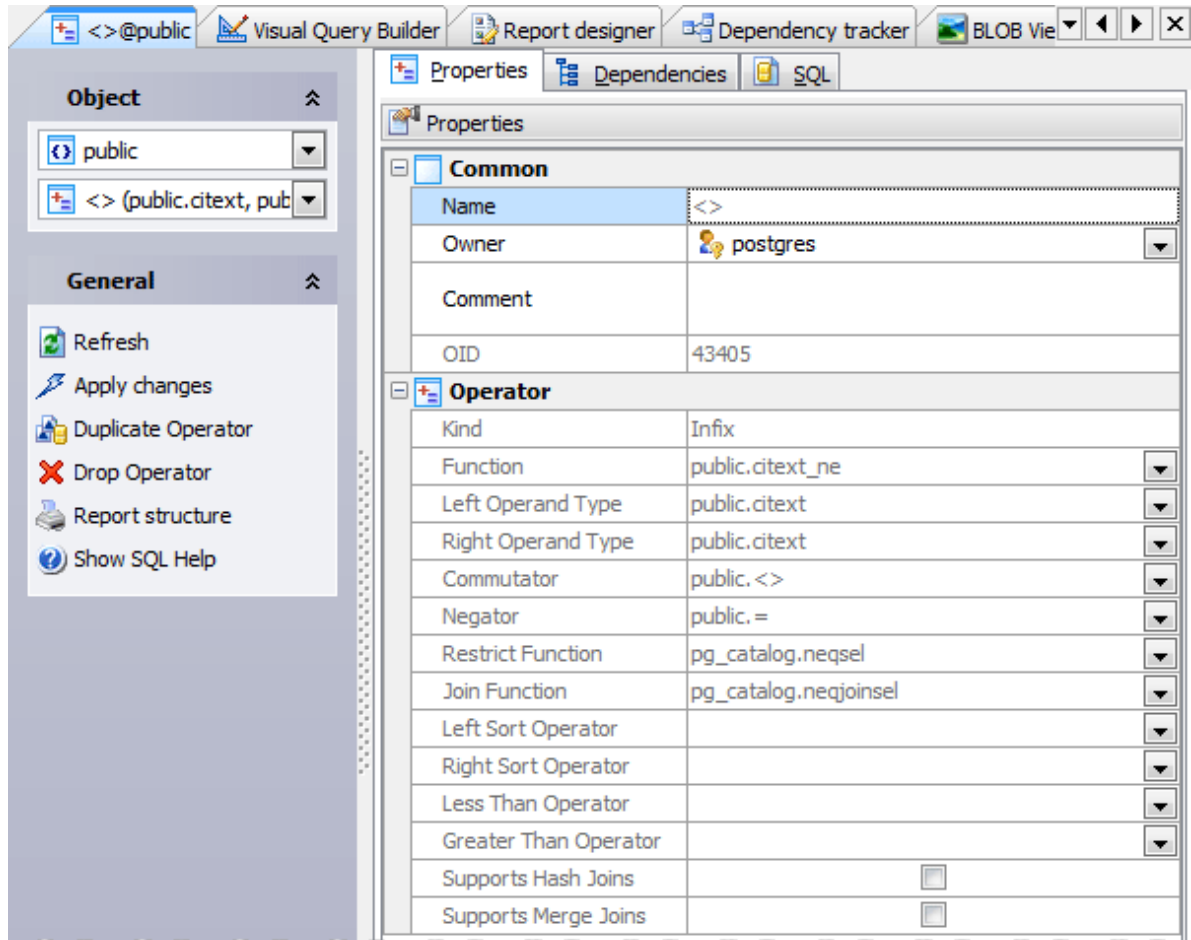 <>@public Visual Query Builder Report designer Dependency tracker BLOB Vie
Properties Dependencies SQL
Object
public
<> (public.citext, pub
General
Refresh
Apply changes
Duplicate Operator
Drop Operator
Report structure
Show SQL Help
Properties
Common
Name <>
Owner postgres
Comment
OID 43405
Operator
Kind Infix
Function public.citext_ne
Left Operand Type public.citext
Right Operand Type public.citext
Commutator public.<>
Negator public.=
Restrict Function pg_catalog.neqsel
Join Function pg_catalog.neqjoinsel
Left Sort Operator
Right Sort Operator
Less Than Operator
Greater Than Operator
Supports Hash Joins
Supports Merge Joins